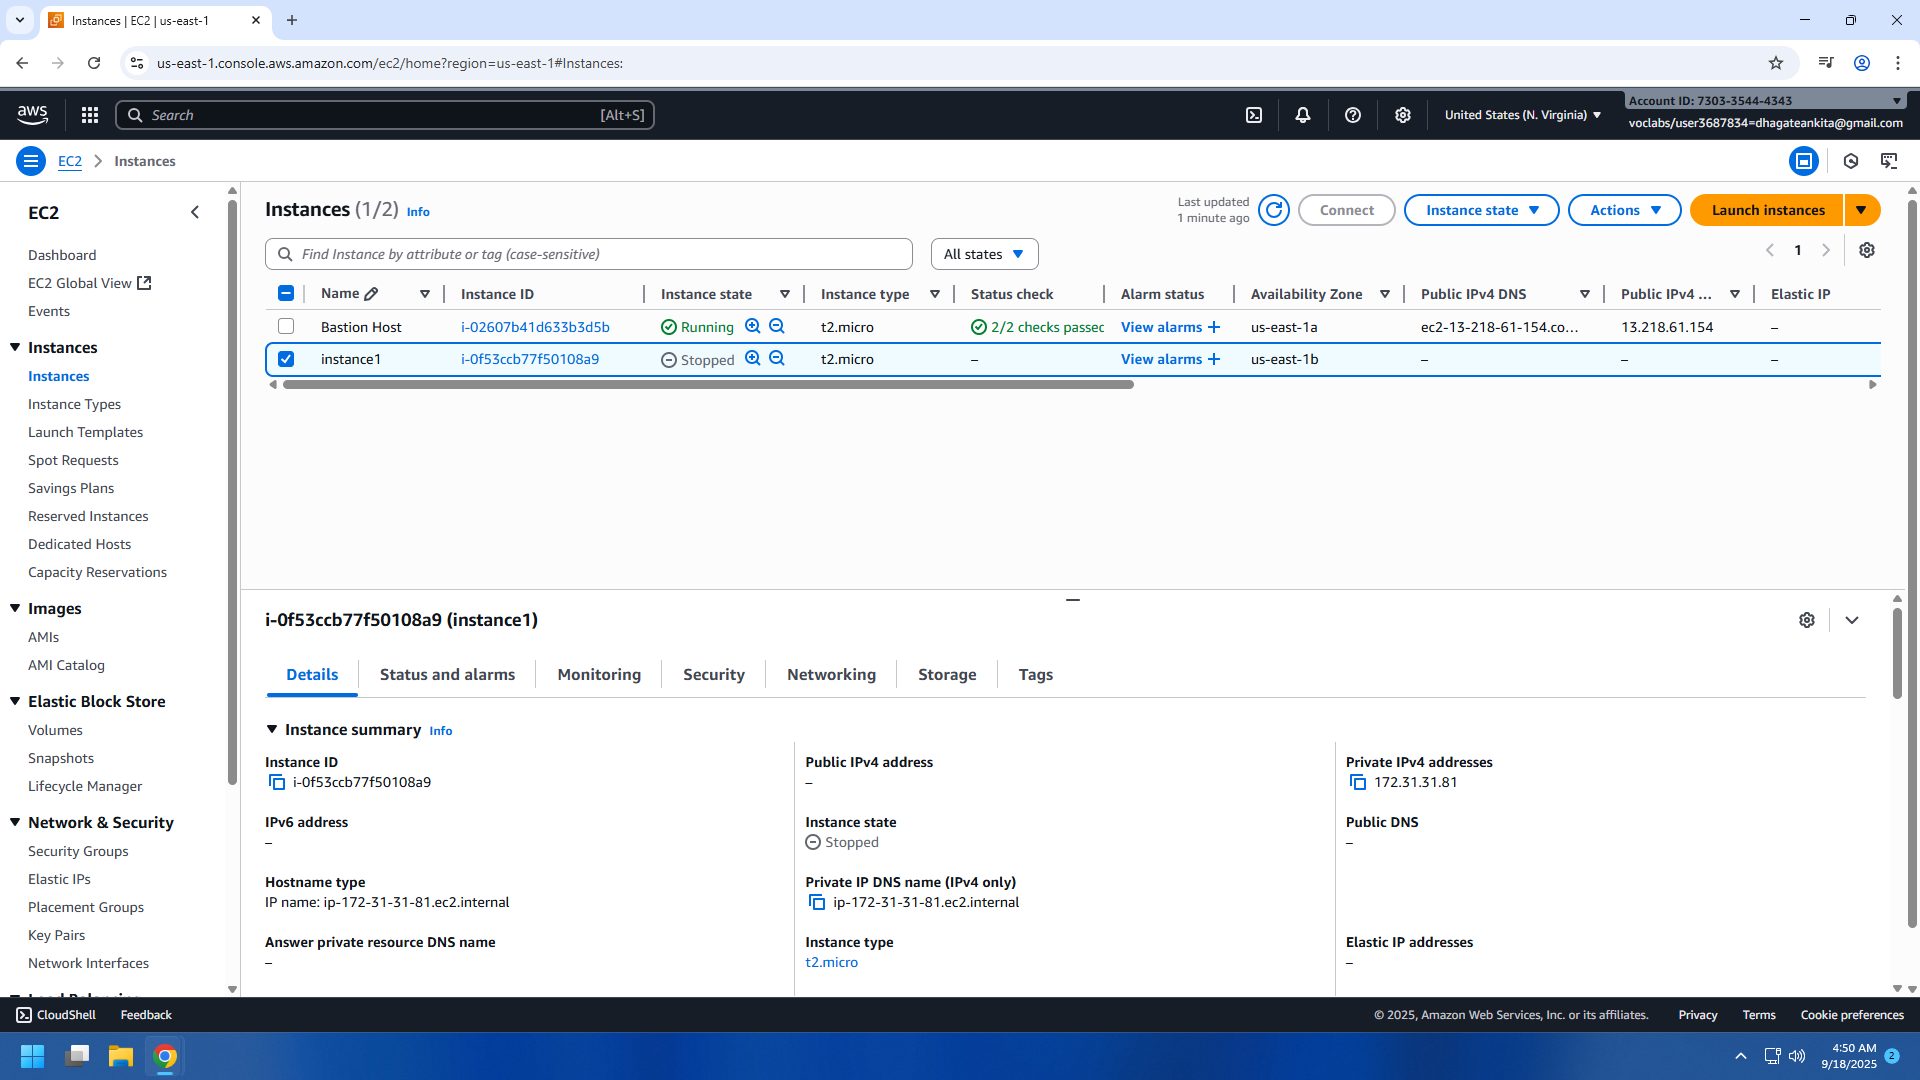 Instances | EC2 | us-east-1
us-east-1.console.aws.amazon.com/ec2/home?region=us-east-1#Instances:
aws
Search
[Alt+S]
United States (N. Virginia)
Account ID: 7303-3544-4343
voclabs/user3687834=dhagateankita@gmail.com
EC2
Instances
EC2
Dashboard
EC2 Global View
Events
Instances
Instances
Instance Types
Launch Templates
Spot Requests
Savings Plans
Reserved Instances
Dedicated Hosts
Capacity Reservations
Images
AMIs
AMI Catalog
Elastic Block Store
Volumes
Snapshots
Lifecycle Manager
Network & Security
Security Groups
Elastic IPs
Placement Groups
Key Pairs
Network Interfaces
Instances (1/2) Info
Last updated
1 minute ago
Connect
Instance state
Actions
Launch instances
Find Instance by attribute or tag (case-sensitive)
All states
1
Name Instance ID Instance state Instance type Status check Alarm status Availability Zone Public IPv4 DNS Public IPv4 ... Elastic IP
Bastion Host i-02607b41d633b3d5b Running t2.micro 2/2 checks passed View alarms + us-east-1a ec2-13-218-61-154.co... 13.218.61.154 –
instance1 i-0f53ccb77f50108a9 Stopped t2.micro – View alarms + us-east-1b – – –
i-0f53ccb77f50108a9 (instance1)
Details
Status and alarms
Monitoring
Security
Networking
Storage
Tags
Instance summary Info
Instance ID
i-0f53ccb77f50108a9
Public IPv4 address
–
Private IPv4 addresses
172.31.31.81
IPv6 address
–
Instance state
Stopped
Public DNS
–
Hostname type
IP name: ip-172-31-31-81.ec2.internal
Private IP DNS name (IPv4 only)
ip-172-31-31-81.ec2.internal
Answer private resource DNS name
–
Instance type
t2.micro
Elastic IP addresses
–
CloudShell
Feedback
© 2025, Amazon Web Services, Inc. or its affiliates.
Privacy
Terms
Cookie preferences
4:50 AM
9/18/2025
2